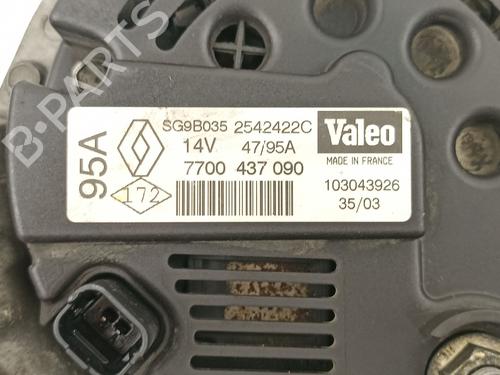 B-PARTS
SG9B035 2542422C
14V 47/95A
7700 437 090
95A
172
Valeo
MADE IN FRANCE
103043926
35/03